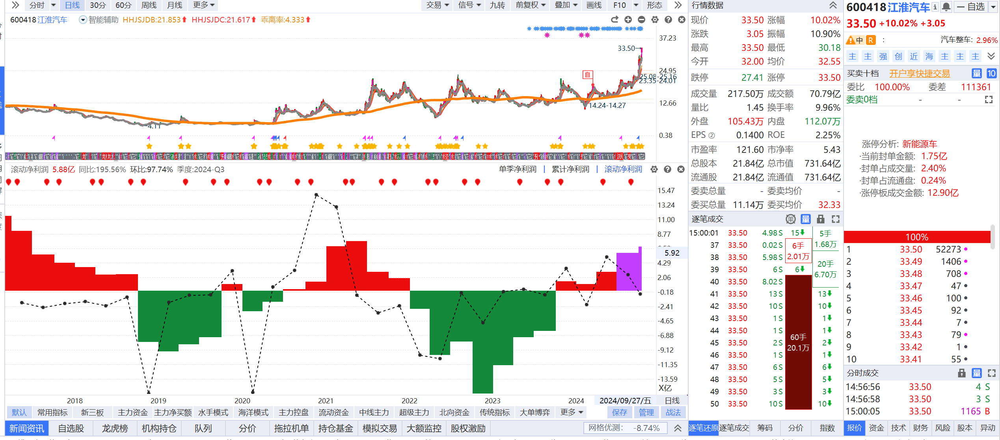 分时 日线 30分 60分 周线 月线 更多 交易 信号 九转 前复权 叠加 画线 F10 形态
600418 江淮汽车 智能辅助 HHJSJDB:21.853 HHJSJDC:21.617 乖离率:4.333
37.23
33.50
24.95
自
25.08-25.16
23.35-24.01
14.24-14.27
12.66
4.11
0.38
滚动净利润 5.88亿 同比:195.56% 环比:97.74% 季度:2024-Q3 单季净利润 累计净利润 滚动净利润
15.47
13.24
11.00
8.77
5.92
4.29
2.06
-0.18
-2.41
-4.65
-6.88
-9.12
-11.35
-13.59
X亿
2018 2019 2020 2021 2022 2023 2024 2024/09/27/五 日线
默认 常用指标 新三板 主力资金 主力净买额 水手模式 海洋模式 主力控盘 流动资金 中线主力 超级主力 北向资金 传统指标 大单博弈 更多 保存 管理 战法
新闻资讯 自选股 龙虎榜 机构持仓 队列 分价 拖拉机单 持仓基金 模拟交易 大额监控 股权激励 网格优测: -8.74%
行情数据
现价 33.50 涨幅 10.02%
涨跌 3.05 振幅 10.90%
最高 33.50 最低 30.18
今开 32.00 均价 32.55
跌停 27.41 涨停 33.50
成交量 217.50万 成交额 70.79亿
量比 1.45 换手率 9.96%
外盘 105.43万 内盘 112.07万
EPS ② 0.1400 ROE 2.25%
市盈率 121.60 市净率 5.43
总股本 21.84亿 总市值 731.64亿
流通股 21.84亿 流通值 731.64亿
委卖总量 - 委卖均价 -
委买总量 11.14万 委买均价 32.33
逐笔成交 单 量
15:00:01 33.50 4.98 S 15
37 33.50 0.02 S
38 33.50 5.98 S
39 33.50 6 S 6
40 33.50 8.02 S
41 33.50 13 S 13
42 33.50 10 S 10
43 33.50 1 S 1
44 33.50 1 S 1
45 33.50 2 S 2
46 33.50 1 S 1
47 33.50 6 S 6
48 33.50 5 S 5
49 33.50 3 S 3
50 33.50 10 S 10
6手
2.01万
60手
20.1万
5手
1.68万
20手
6.70万
逐笔还原 逐笔成交 筹码 分价 指数
600418 江淮汽车 i 自选
33.50 +10.02% +3.05
中 R : 汽车整车: 2.96%
主 主 强 创 近 海 主 主 主
买卖十档 开户享快捷交易 量 10
委比 100.00% 委差 111361
委卖0档 - -
涨停分析: 新能源车
·当前封单金额: 1.75亿
·封单占成交量: 2.40%
·封单占流通盘: 0.24%
·涨停板成交金额: 12.90亿
100%
1 33.50 52273
2 33.49 1406
3 33.48 708
4 33.47 47
5 33.46 100
6 33.45 92
7 33.44 7
8 33.43 79
9 33.42 1
10 33.41 55
分时成交 量
14:56:56 33.50 4 S
14:56:58 33.50 3 S
15:00:05 33.50 1165 B
报价 资金 技术 财务 风险 股本 异动